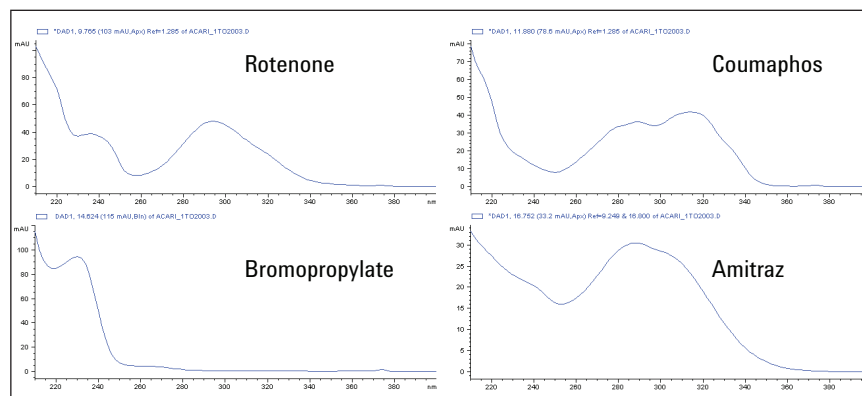 *DAD1, 9.766 (103 mAU,Apx) Ref=1.285 of ACARI_1TO2003.D
mAU
Rotenone
80
60
40
20
0
220 240 260 280 300 320 340 360 380 nm
*DAD1, 11.880 (78.6 mAU,Apx) Ref=1.285 of ACARI_1TO2003.D
mAU
Coumaphos
70
60
50
40
30
20
10
0
220 240 260 280 300 320 340 360 380 nm
DAD1, 14.624 (115 mAU,Bln) of ACARI_1TO2003.D
mAU
Bromopropylate
100
80
60
40
20
0
220 240 260 280 300 320 340 360 380
*DAD1, 16.752 (33.2 mAU,Apx) Ref=9.249 & 16.800 of ACARI_1TO2003.D
mAU
Amitraz
30
25
20
15
10
5
0
220 240 260 280 300 320 340 360 380